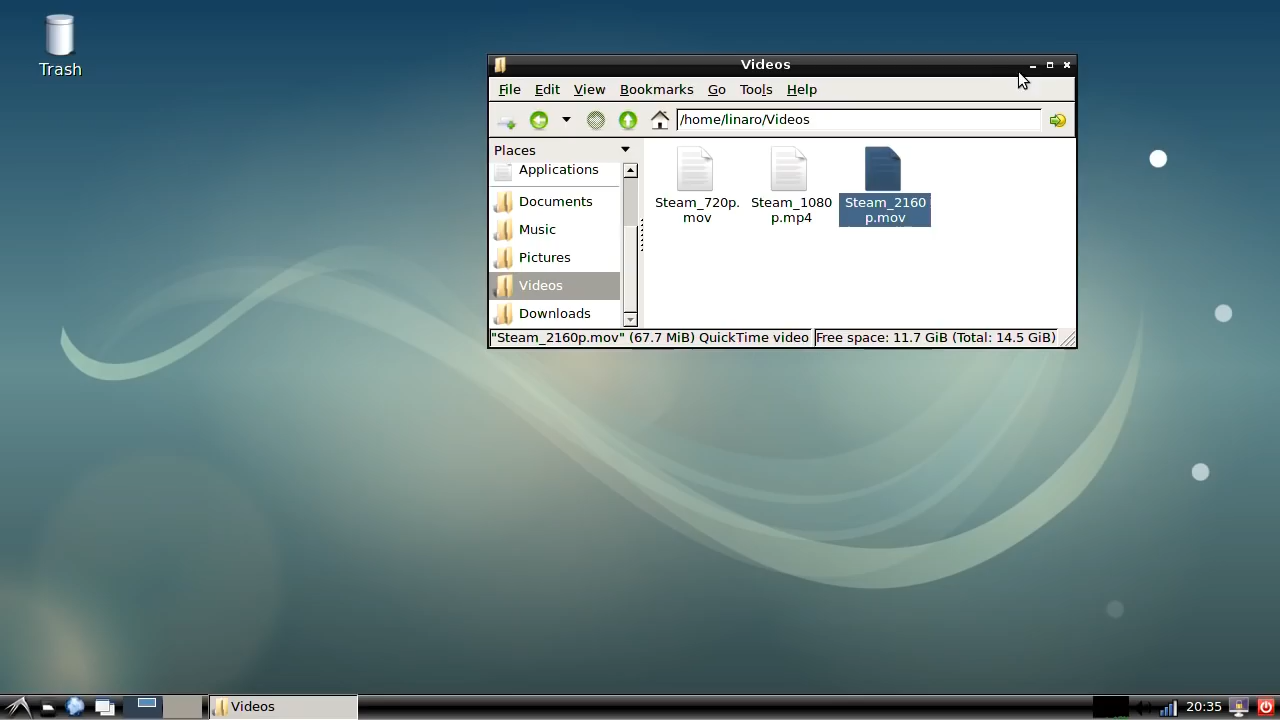 Trash
Videos
File Edit View Bookmarks Go Tools Help
/home/linaro/Videos
Places
Applications
Documents
Music
Pictures
Videos
Downloads
Steam_720p.
mov
Steam_1080
p.mp4
Steam_2160
p.mov
"Steam_2160p.mov" (67.7 MiB) QuickTime video
Free space: 11.7 GiB (Total: 14.5 GiB)
Videos
20:35